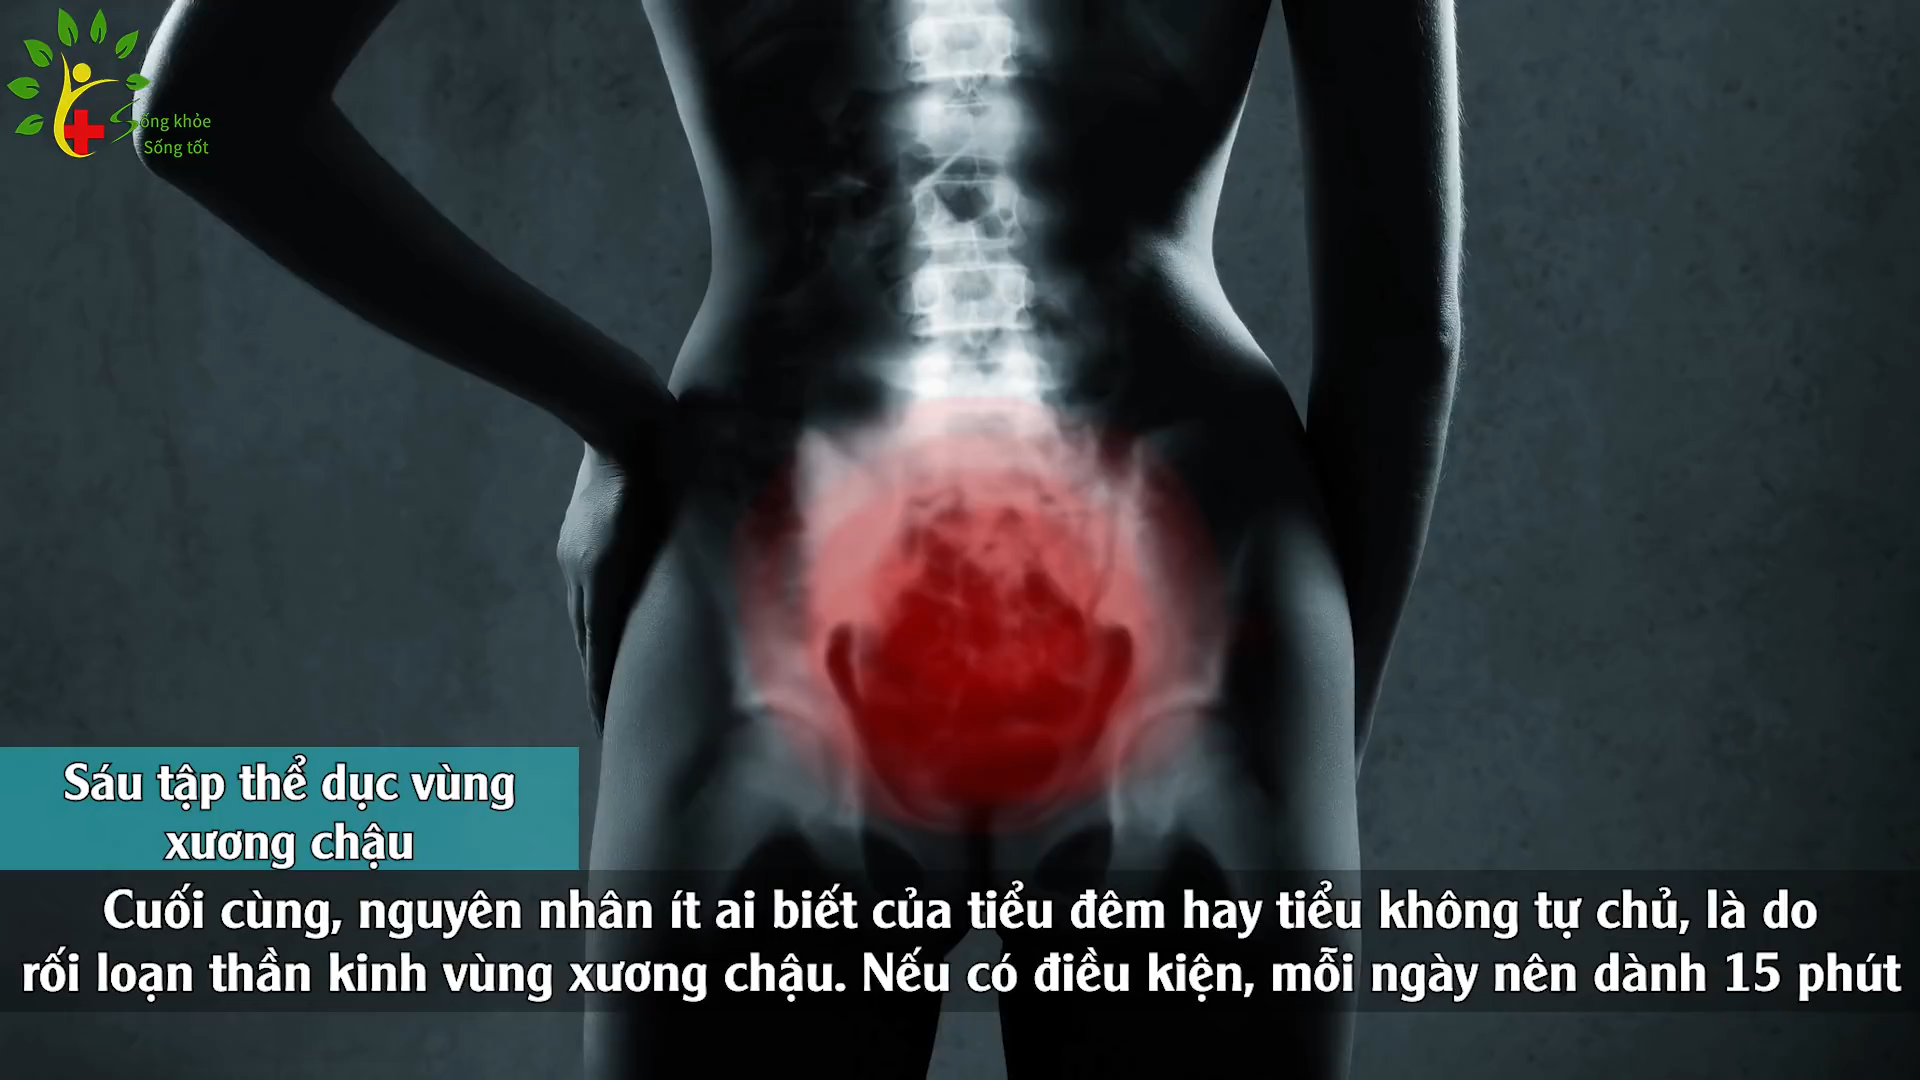 Sống khỏe
Sống tốt
Sáu tập thể dục vùng
xương chậu
Cuối cùng, nguyên nhân ít ai biết của tiểu đêm hay tiểu không tự chủ, là do
rối loạn thần kinh vùng xương chậu. Nếu có điều kiện, mỗi ngày nên dành 15 phút